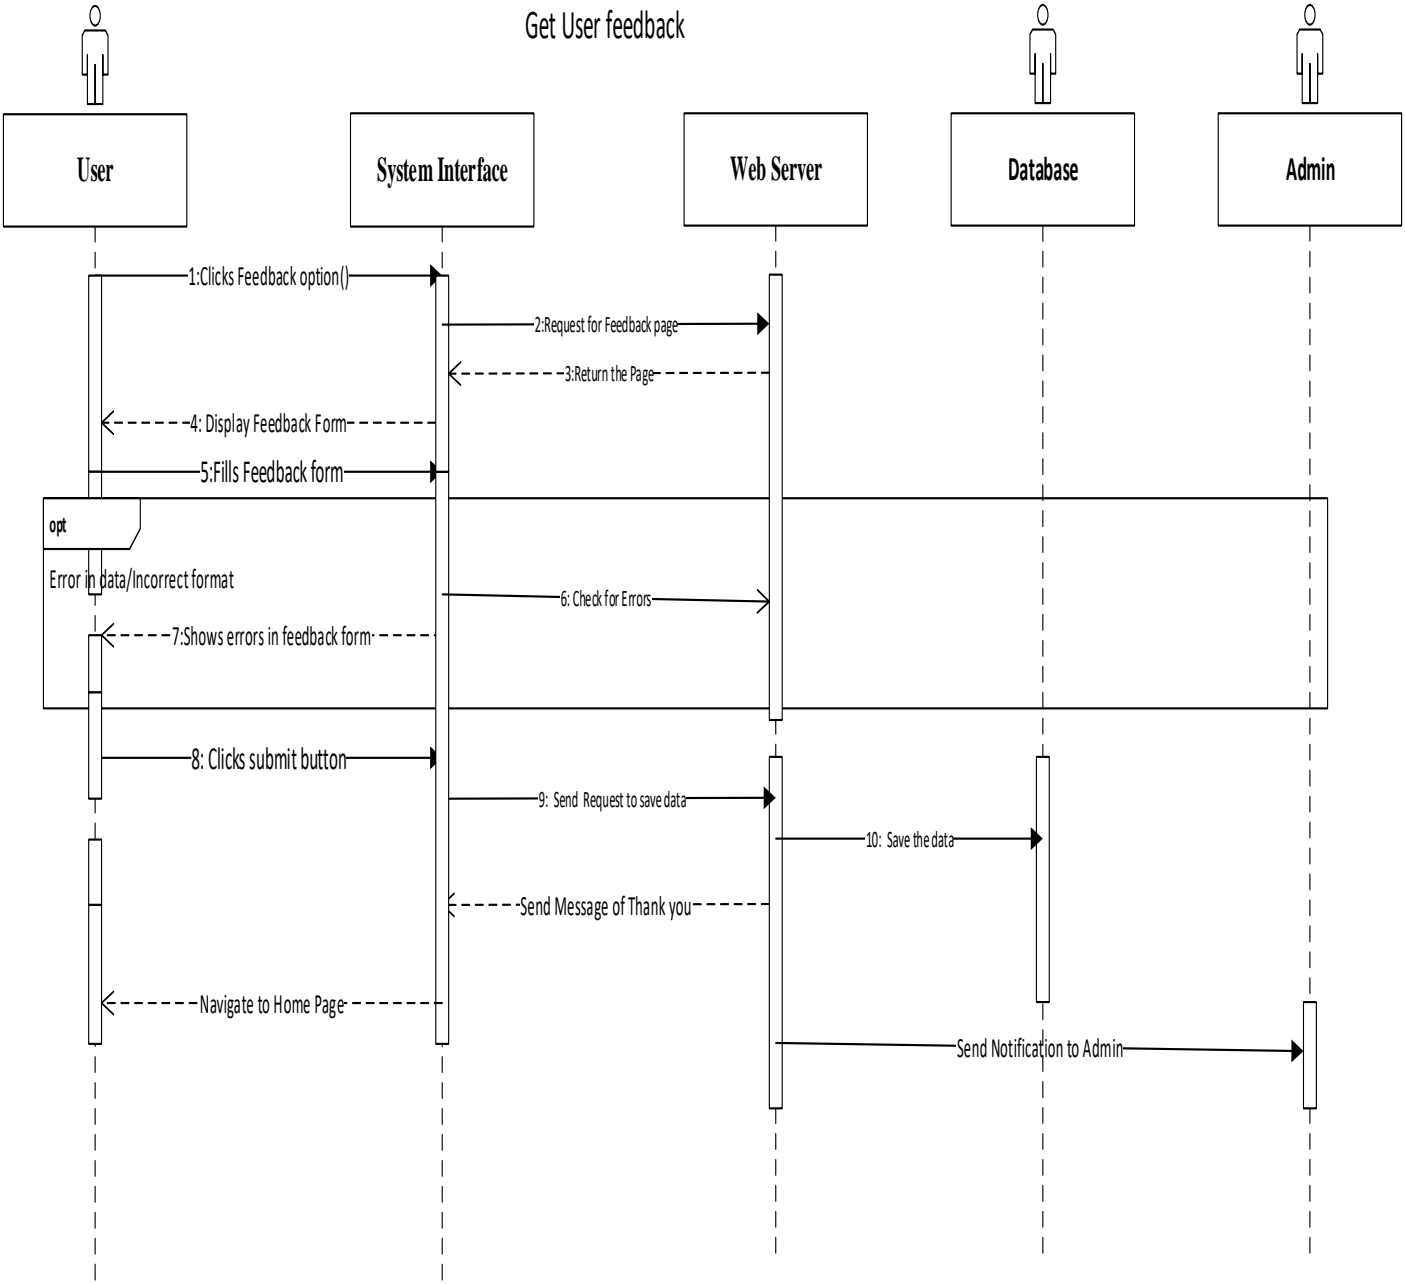 Get User feedback
User
System Interface
Web Server
Database
Admin
1:Clicks Feedback option()
2:Request for Feedback page
3:Return the Page
4: Display Feedback Form
5:Fills Feedback form
opt
Error in data/Incorrect format
6: Check for Errors
7:Shows errors in feedback form
8: Clicks submit button
9: Send Request to save data
10: Save the data
Send Message of Thank you
Navigate to Home Page
Send Notification to Admin